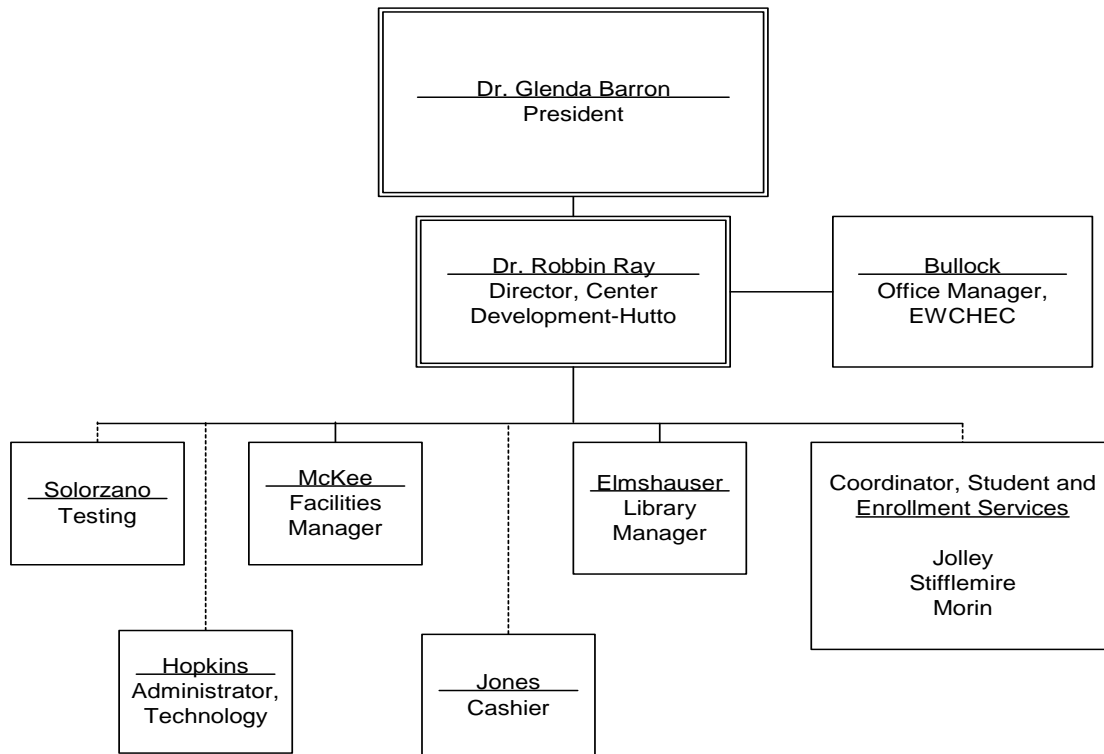 Dr. Glenda Barron
President
Dr. Robbin Ray
Director, Center
Development-Hutto
Bullock
Office Manager,
EWCHEC
Solorzano
Testing
McKee
Facilities
Manager
Elmshauser
Library
Manager
Coordinator, Student and
Enrollment Services
Jolley
Stifflemire
Morin
Hopkins
Administrator,
Technology
Jones
Cashier